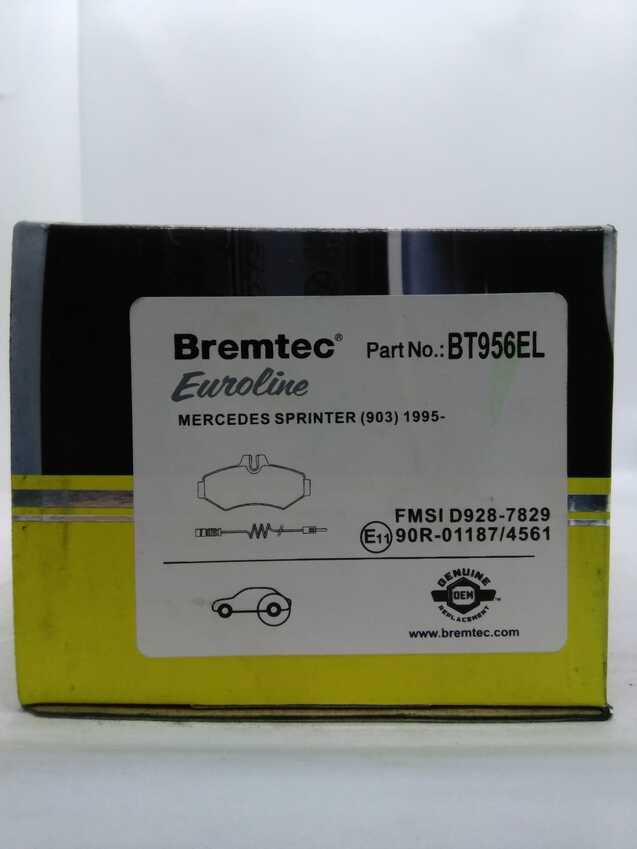 Bremtec® Part No.: BT956EL
Euroline
MERCEDES SPRINTER (903) 1995-
FMSI D928-7829
E11 90R-01187/4561
GENUINE
OEM™
REPLACEMENT
www.bremtec.com